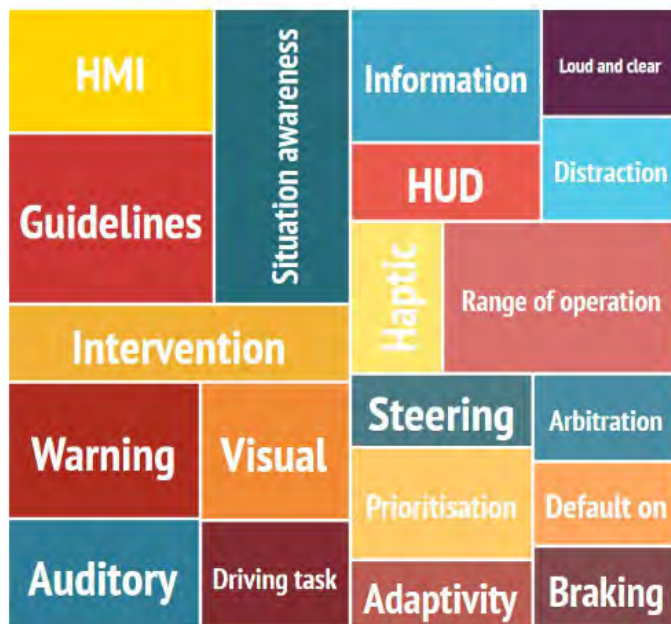 HMI
Situation awareness
Guidelines
Intervention
Warning
Visual
Auditory
Driving task
Information
Loud and clear
HUD
Distraction
Haptic
Range of operation
Steering
Arbitration
Prioritisation
Default on
Adaptivity
Braking